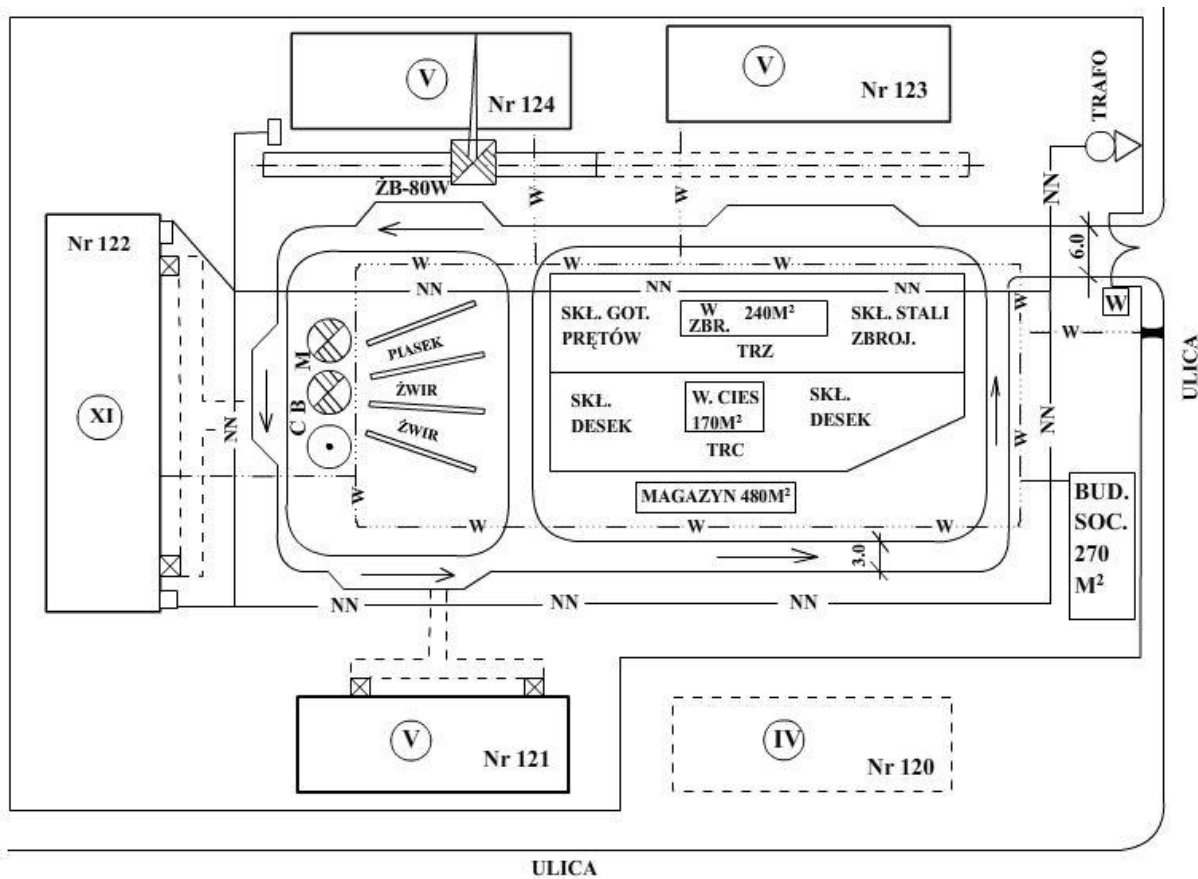 V
Nr 124
V
Nr 123
TRAFO
ŻB-80W
W
W
NN
Nr 122
6.0
W
W
W
W
NN
NN
NN
W
W
SKŁ. GOT.
PRĘTÓW
W
ZBR.
240M²
SKŁ. STALI
ZBROJ.
TRZ
W
ULICA
M
PIASEK
ŻWIR
ŻWIR
C B
XI
NN
SKŁ.
DESEK
W. CIES
170M²
SKŁ.
DESEK
TRC
W
NN
W
MAGAZYN 480M²
W
W
W
BUD.
SOC.
270
M²
3.0
NN
NN
NN
V
Nr 121
IV
Nr 120
ULICA